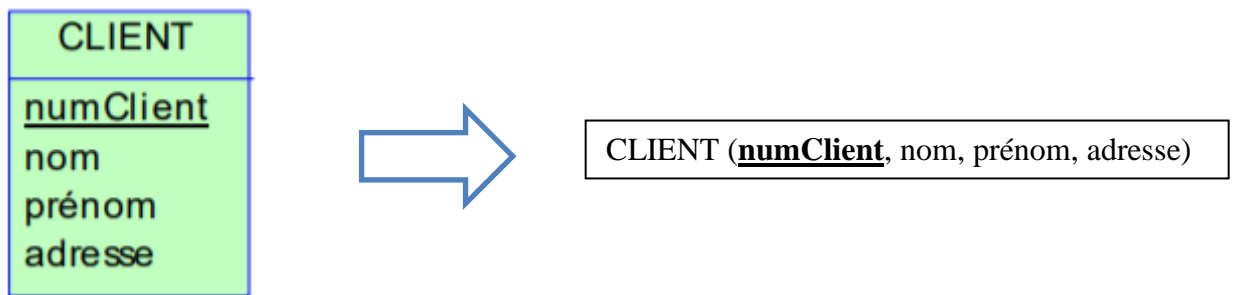 CLIENT
numClient
nom
prénom
adresse
CLIENT (numClient, nom, prénom, adresse)